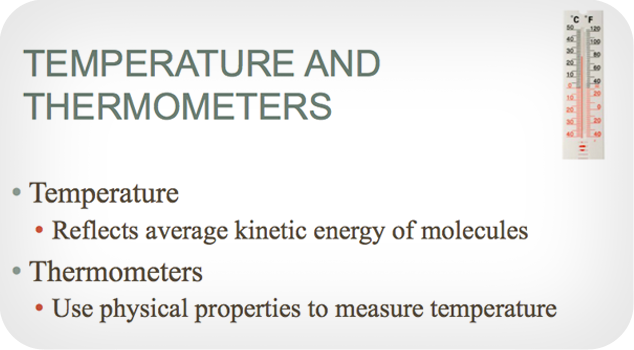 TEMPERATURE AND
THERMOMETERS
°C °F
50 120
40 100
30 80
20 60
10 40
0 20
10 0
20 20
30 40
40
• Temperature
• Reflects average kinetic energy of molecules
• Thermometers
• Use physical properties to measure temperature